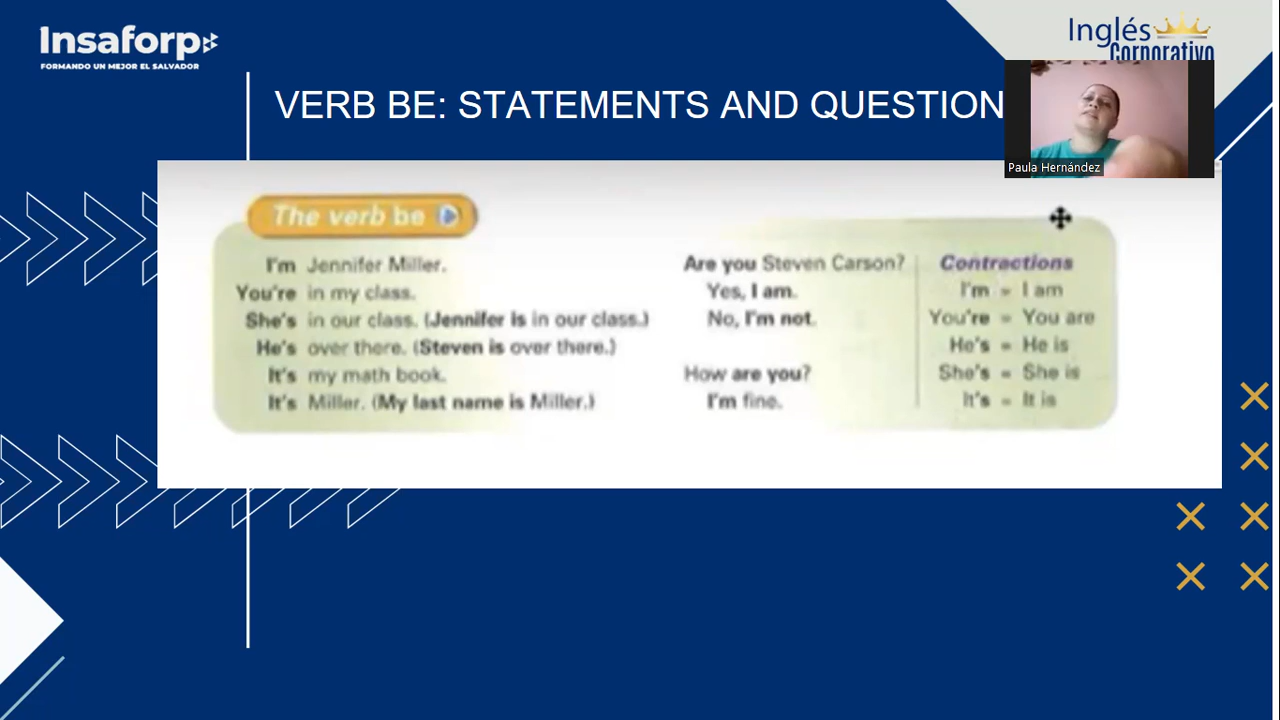 Insaforp
FORMANDO UN MEJOR EL SALVADOR
Inglés
Corporativo
VERB BE: STATEMENTS AND QUESTION
Paula Hernández
The verb be
I'm Jennifer Miller.
You're in my class.
She's in our class. (Jennifer is in our class.)
He's over there. (Steven is over there.)
It's my math book.
It's Miller. (My last name is Miller.)
Are you Steven Carson?
Yes, I am.
No, I'm not.
How are you?
I'm fine.
Contractions
I'm = I am
You're = You are
He's = He is
She's = She is
It's = It is